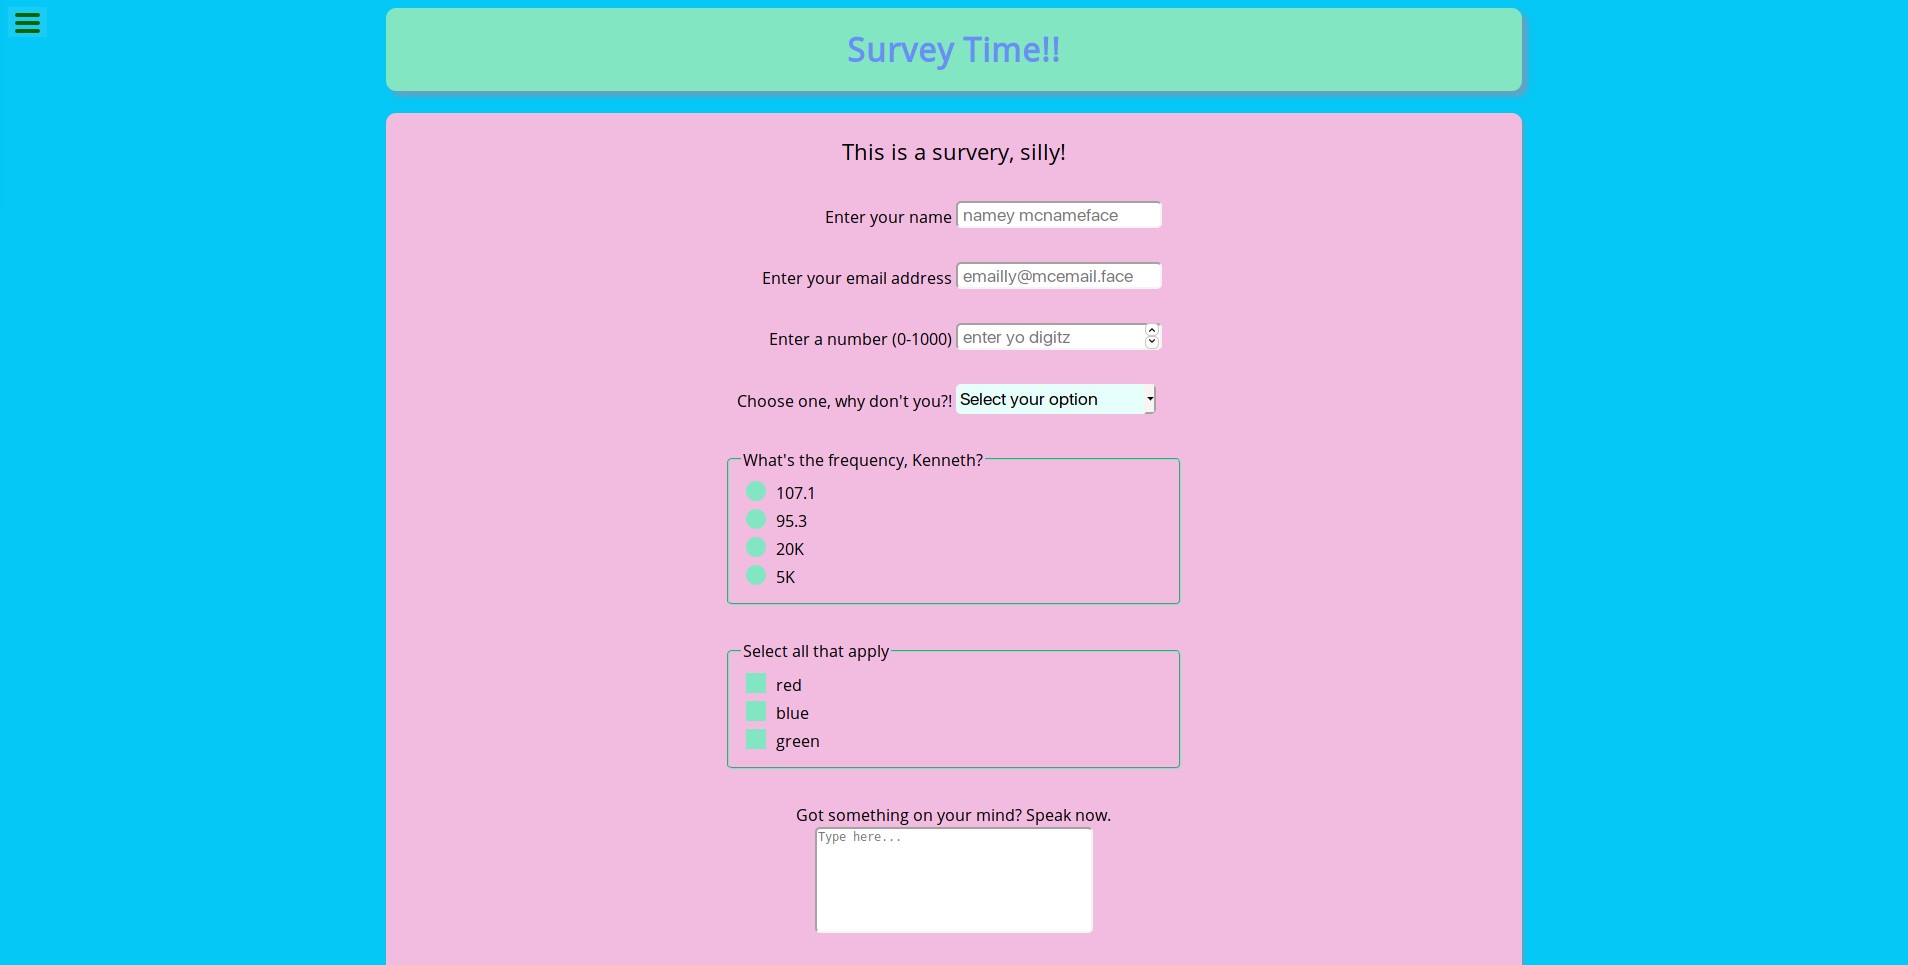 Survey Time!!
This is a survery, silly!
Enter your name namey mcnameface
Enter your email address emailly@mcemail.face
Enter a number (0-1000) enter yo digitz
Choose one, why don't you?! Select your option
What's the frequency, Kenneth?
107.1
95.3
20K
5K
Select all that apply
red
blue
green
Got something on your mind? Speak now.
Type here...